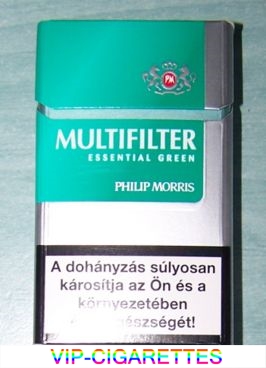 PM
MULTIFILTER
ESSENTIAL GREEN
PHILIP MORRIS
A dohányzás súlyosan
károsítja az Ön és a
környezetében
VIP-CIGARETTES